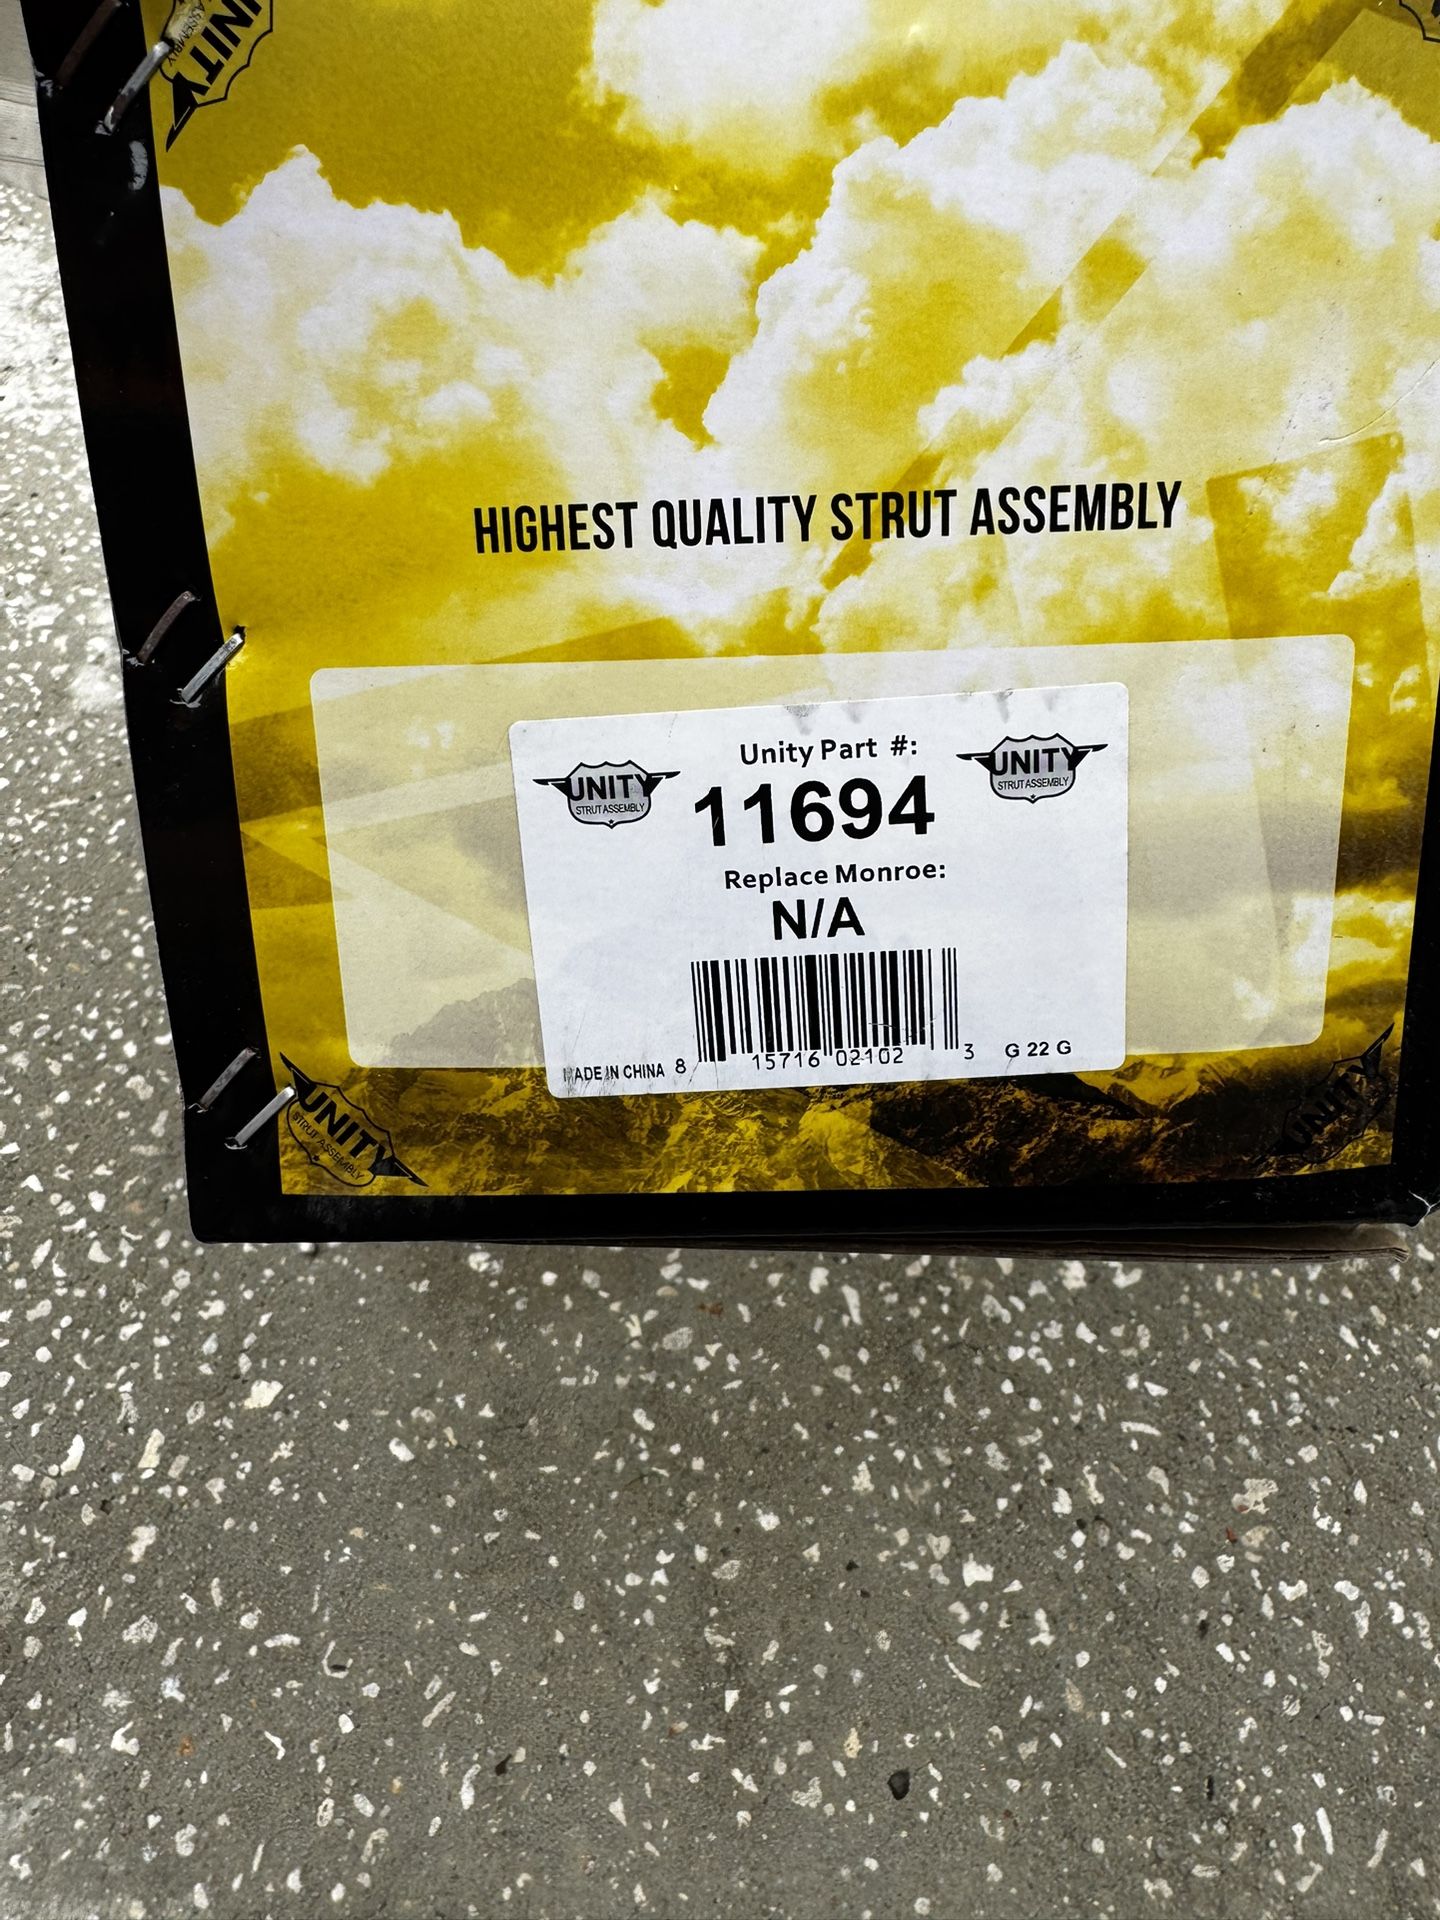 UNITY
ASSEMBLY
HIGHEST QUALITY STRUT ASSEMBLY
Unity Part #:
UNITY
STRUT ASSEMBLY
UNITY
STRUT ASSEMBLY
11694
Replace Monroe:
N/A
MADE IN CHINA 8 15716 02102 3 G 22 G
UNITY
STRUT ASSEMBLY
UNITY